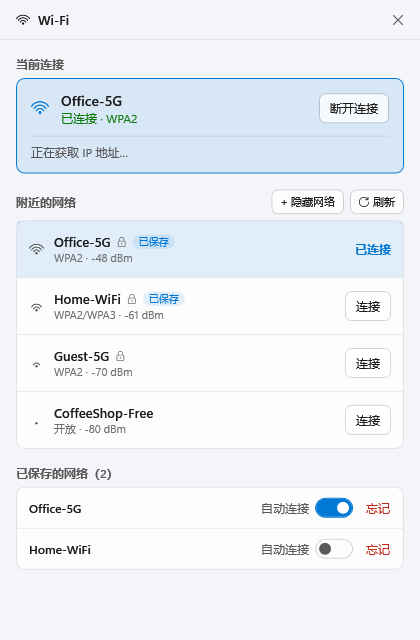 Wi-Fi
当前连接
Office-5G
已连接 · WPA2
断开连接
正在获取 IP 地址...
附近的网络
+ 隐藏网络
刷新
Office-5G 已保存
WPA2 · -48 dBm
已连接
Home-WiFi 已保存
WPA2/WPA3 · -61 dBm
连接
Guest-5G
WPA2 · -70 dBm
连接
CoffeeShop-Free
开放 · -80 dBm
连接
已保存的网络（2）
Office-5G 自动连接 忘记
Home-WiFi 自动连接 忘记